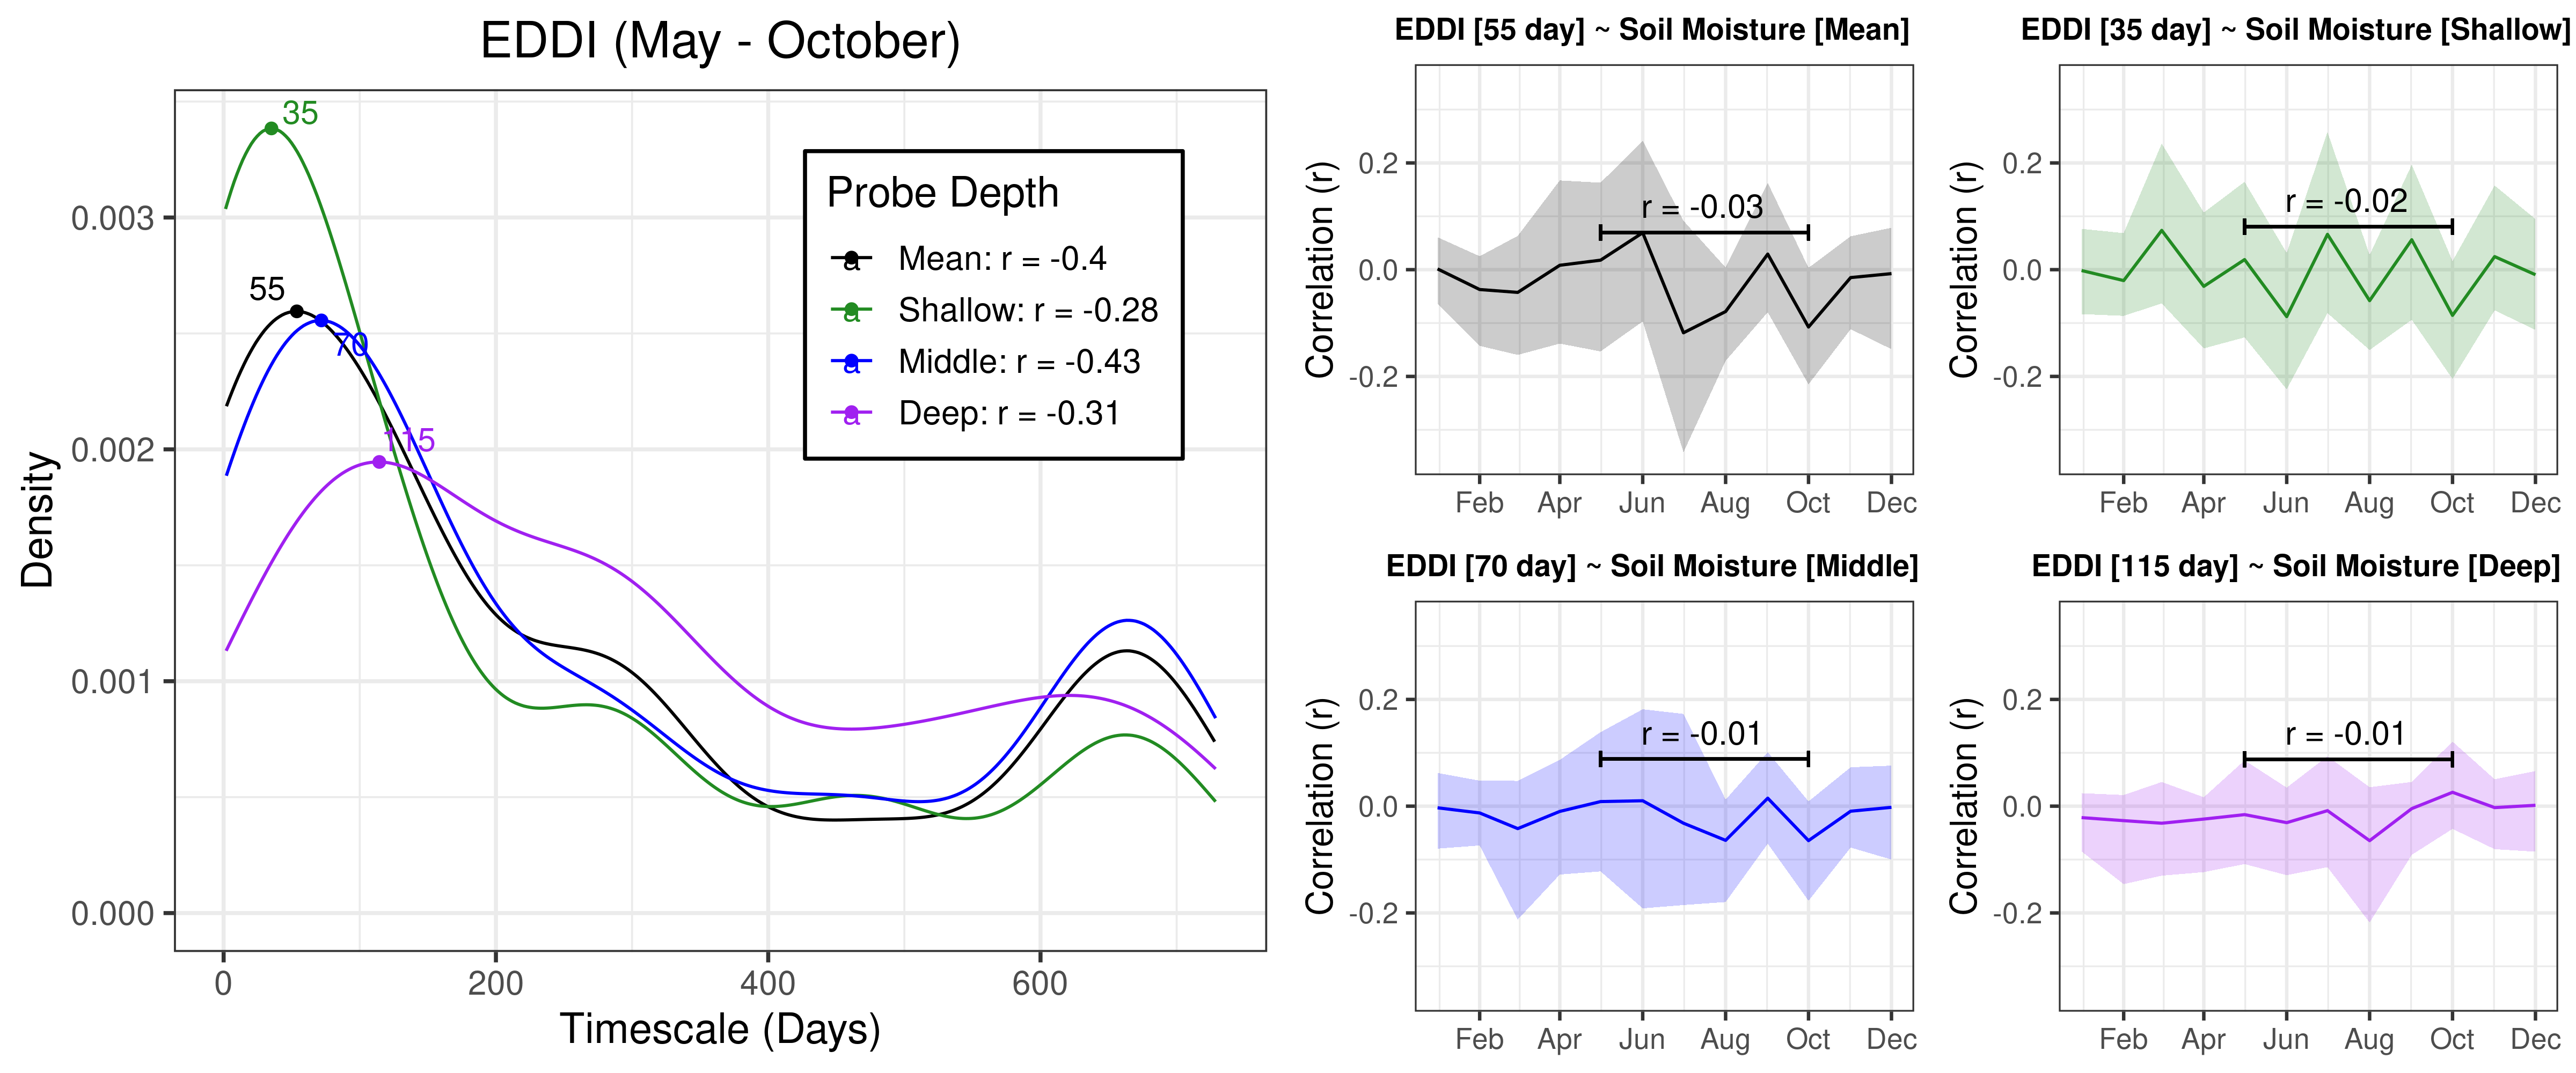 EDDI (May - October)
35
55
70
115
Probe Depth
a Mean: r = -0.4
a Shallow: r = -0.28
a Middle: r = -0.43
a Deep: r = -0.31
Density
0.003
0.002
0.001
0.000
0 200 400 600
Timescale (Days)
EDDI [55 day] ~ Soil Moisture [Mean]
Correlation (r)
0.2
0.0
-0.2
r = -0.03
Feb Apr Jun Aug Oct Dec
EDDI [35 day] ~ Soil Moisture [Shallow]
Correlation (r)
0.2
0.0
-0.2
r = -0.02
Feb Apr Jun Aug Oct Dec
EDDI [70 day] ~ Soil Moisture [Middle]
Correlation (r)
0.2
0.0
-0.2
r = -0.01
Feb Apr Jun Aug Oct Dec
EDDI [115 day] ~ Soil Moisture [Deep]
Correlation (r)
0.2
0.0
-0.2
r = -0.01
Feb Apr Jun Aug Oct Dec